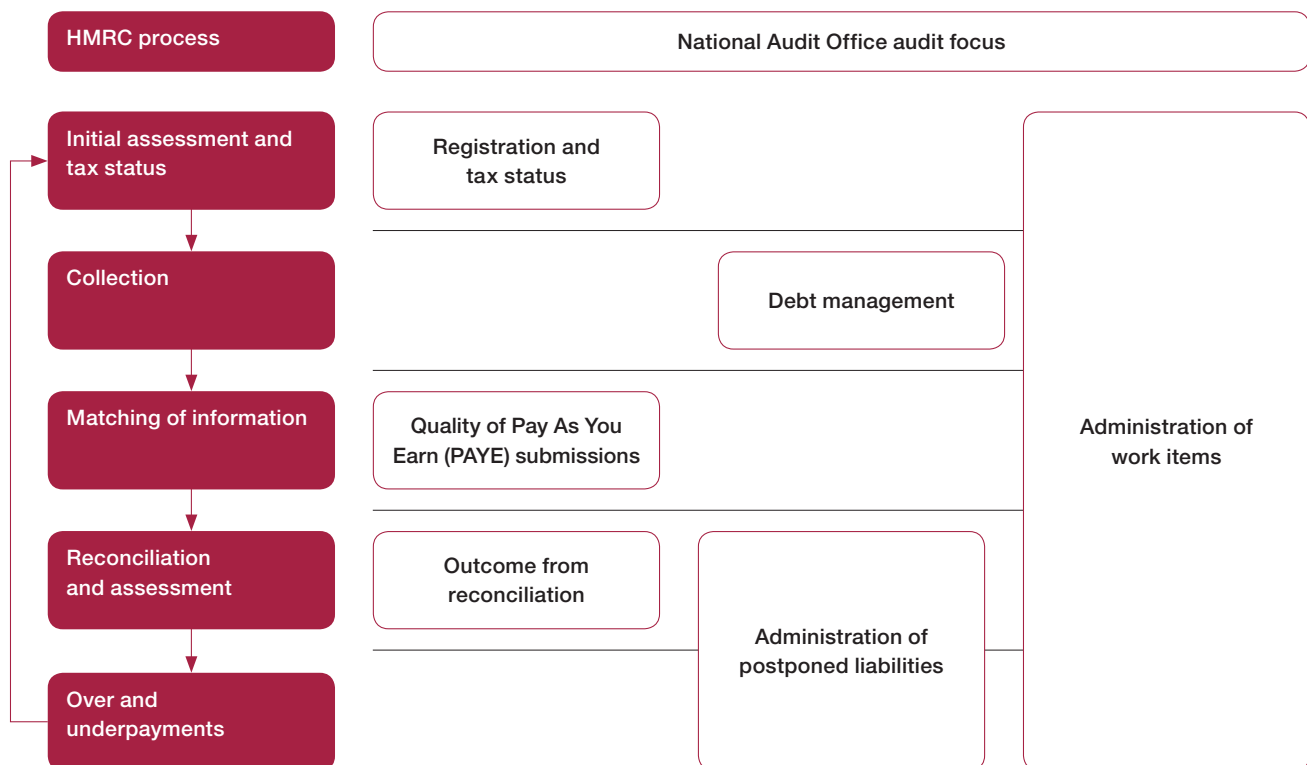 HMRC process
National Audit Office audit focus
Initial assessment and
tax status
Registration and
tax status
Collection
Debt management
Matching of information
Quality of Pay As You
Earn (PAYE) submissions
Administration of
work items
Reconciliation
and assessment
Outcome from
reconciliation
Administration of
postponed liabilities
Over and
underpayments